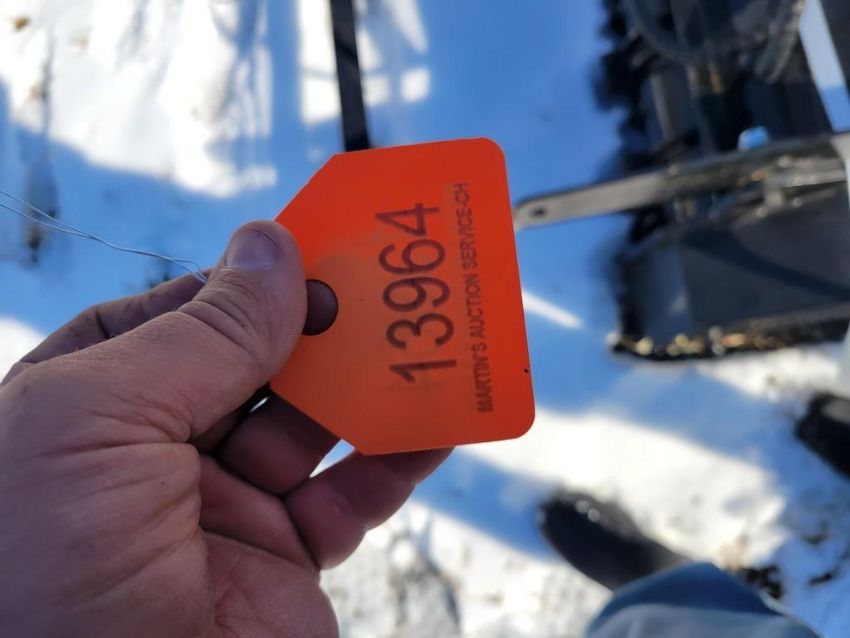 13964
MARTIN'S AUCTION SERVICE-CH